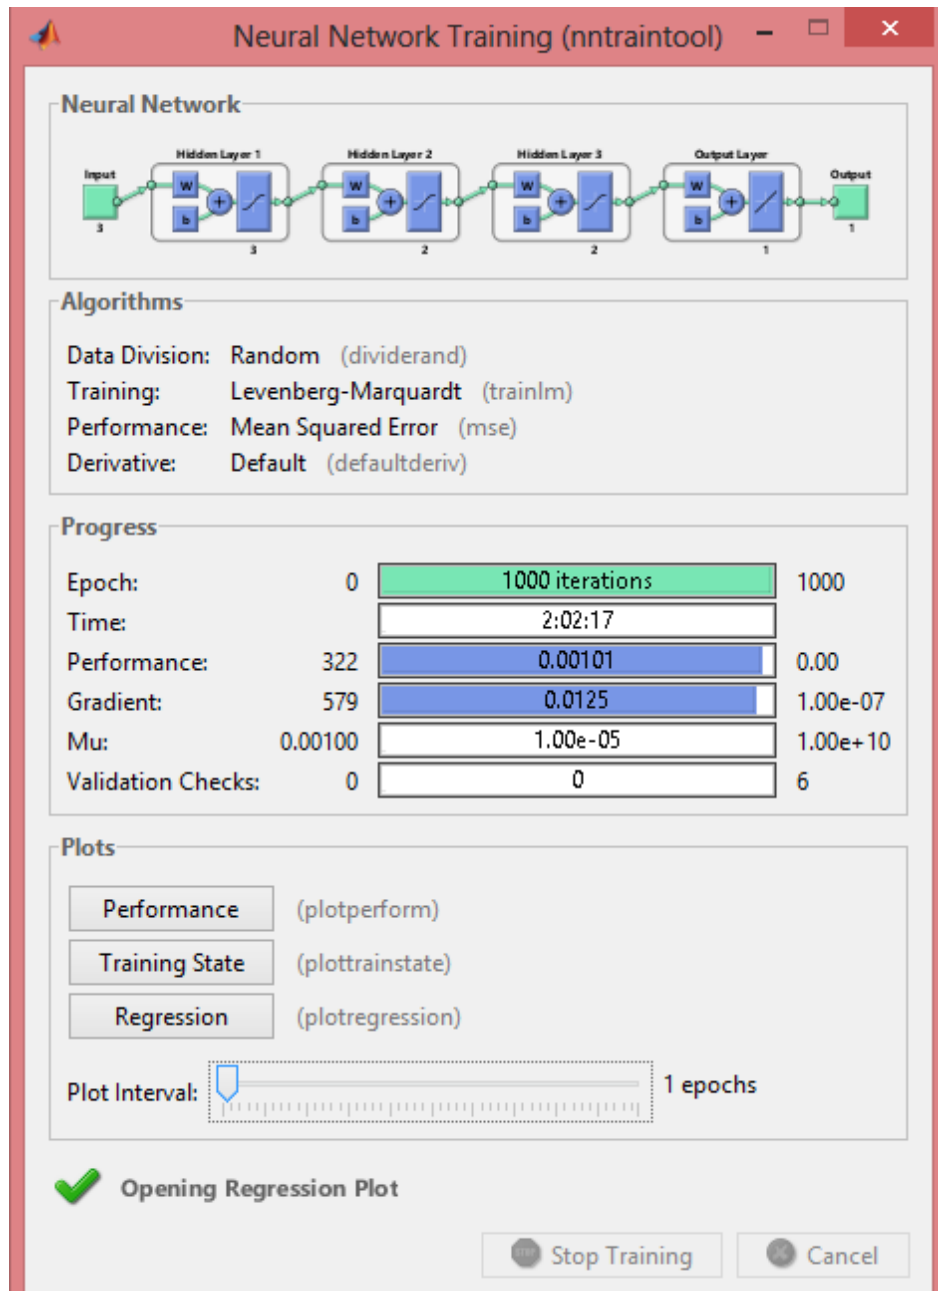 Neural Network Training (nntraintool)
Neural Network
Hidden Layer 1 Hidden Layer 2 Hidden Layer 3 Output Layer
Input Output
W W W W
b b b b
3 1
3 2 2 1
Algorithms
Data Division: Random (dividerand)
Training: Levenberg-Marquardt (trainlm)
Performance: Mean Squared Error (mse)
Derivative: Default (defaultderiv)
Progress
Epoch: 0 1000 iterations 1000
Time: 2:02:17
Performance: 322 0.00101 0.00
Gradient: 579 0.0125 1.00e-07
Mu: 0.00100 1.00e-05 1.00e+10
Validation Checks: 0 0 6
Plots
Performance (plotperform)
Training State (plottrainstate)
Regression (plotregression)
Plot Interval: 1 epochs
Opening Regression Plot
Stop Training Cancel